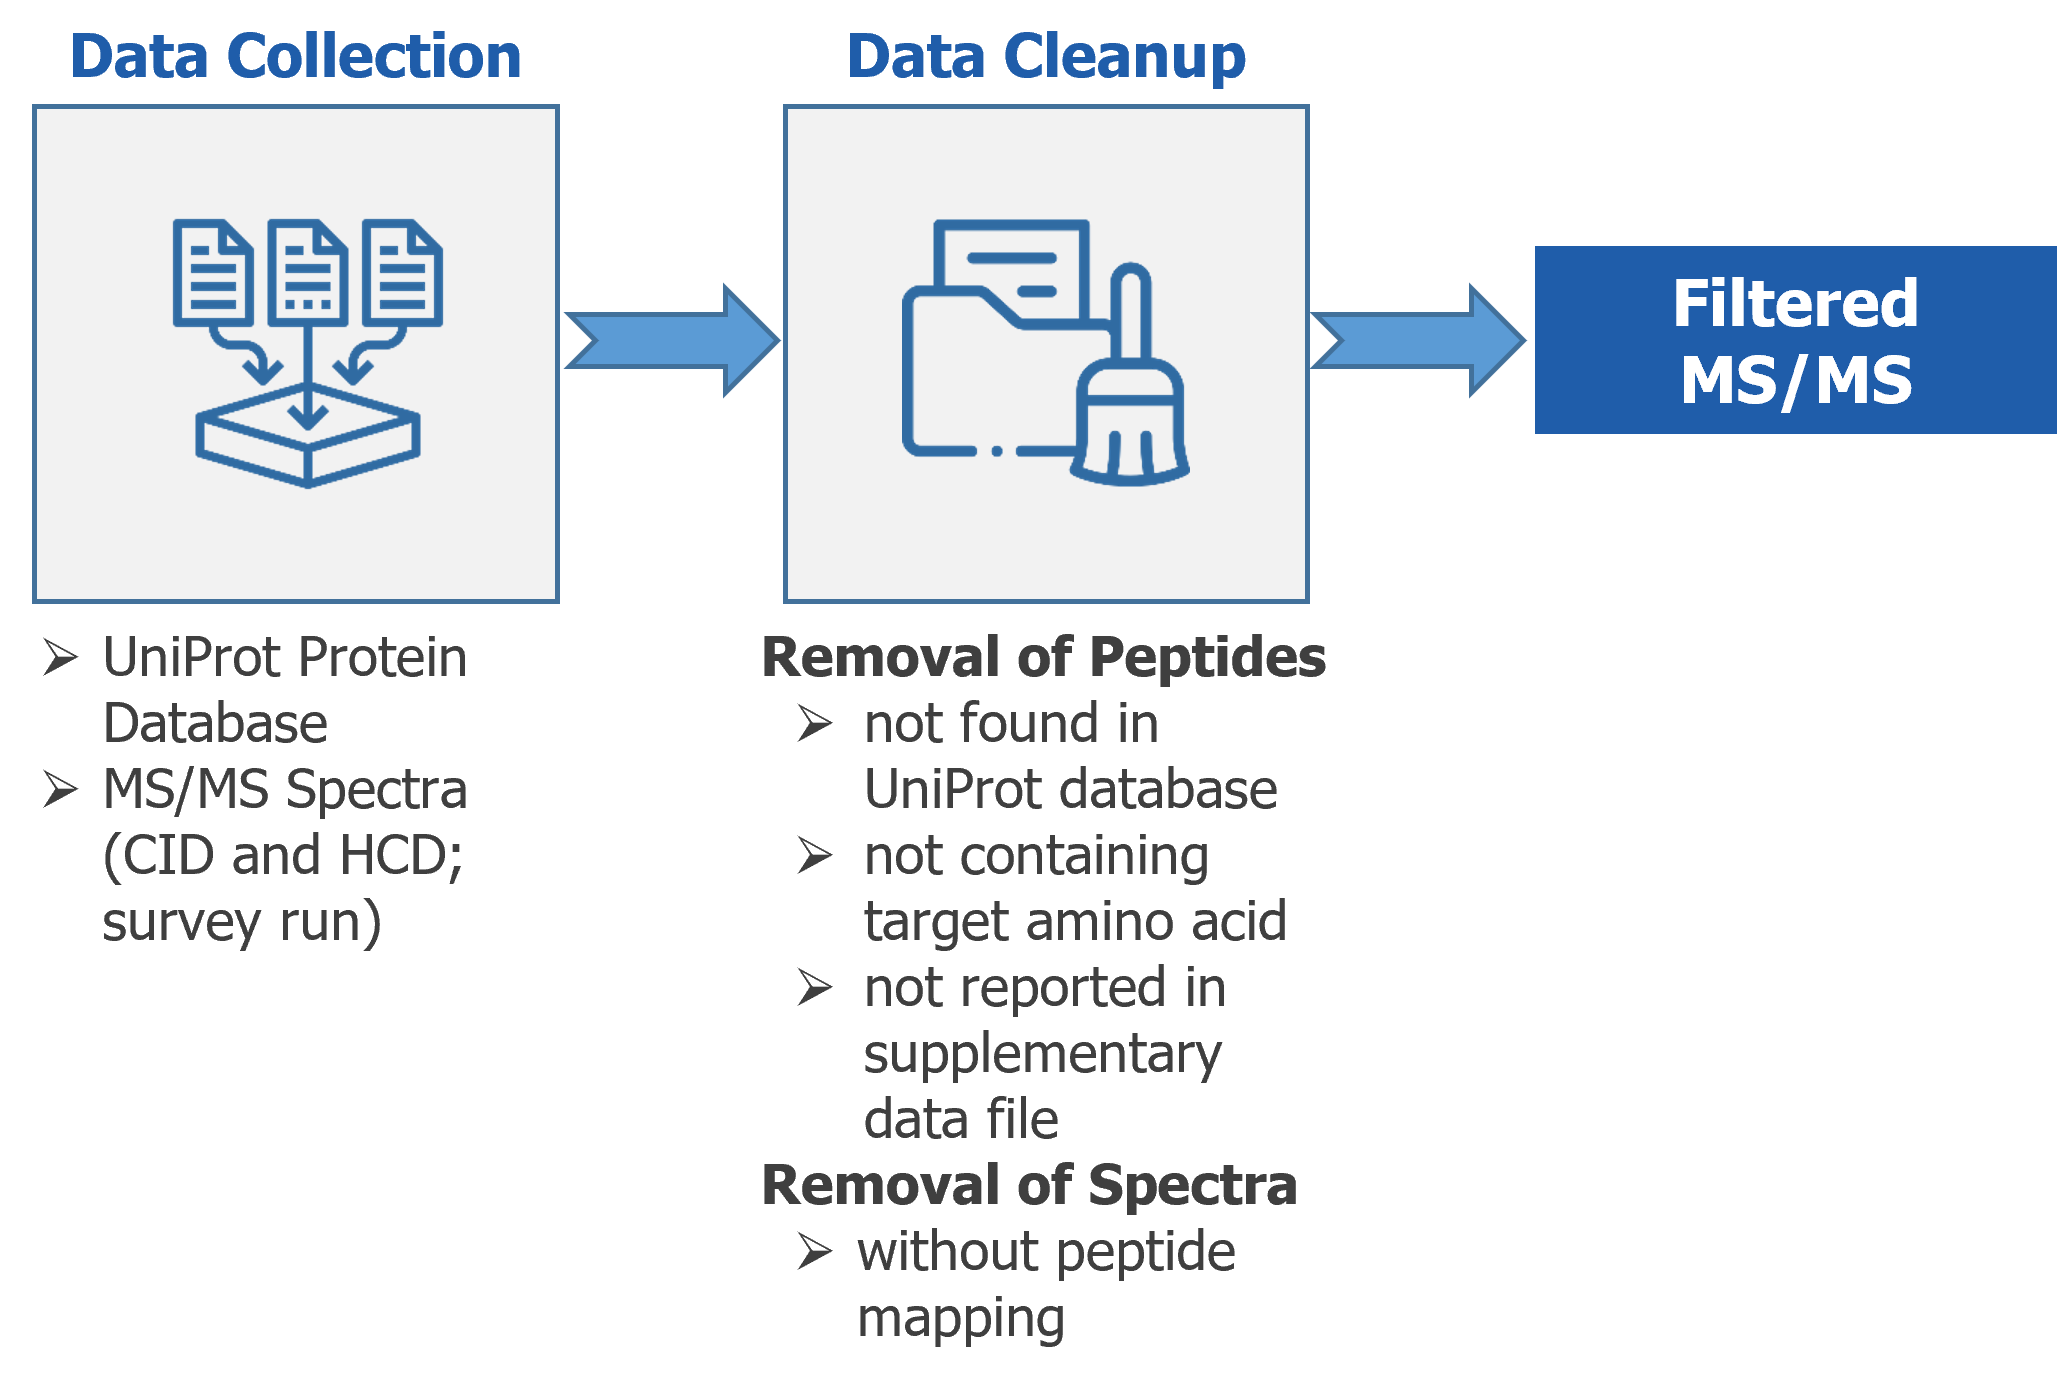 Data Collection
UniProt Protein
Database
MS/MS Spectra
(CID and HCD;
survey run)
Data Cleanup
Removal of Peptides
not found in
UniProt database
not containing
target amino acid
not reported in
supplementary
data file
Removal of Spectra
without peptide
mapping
Filtered
MS/MS